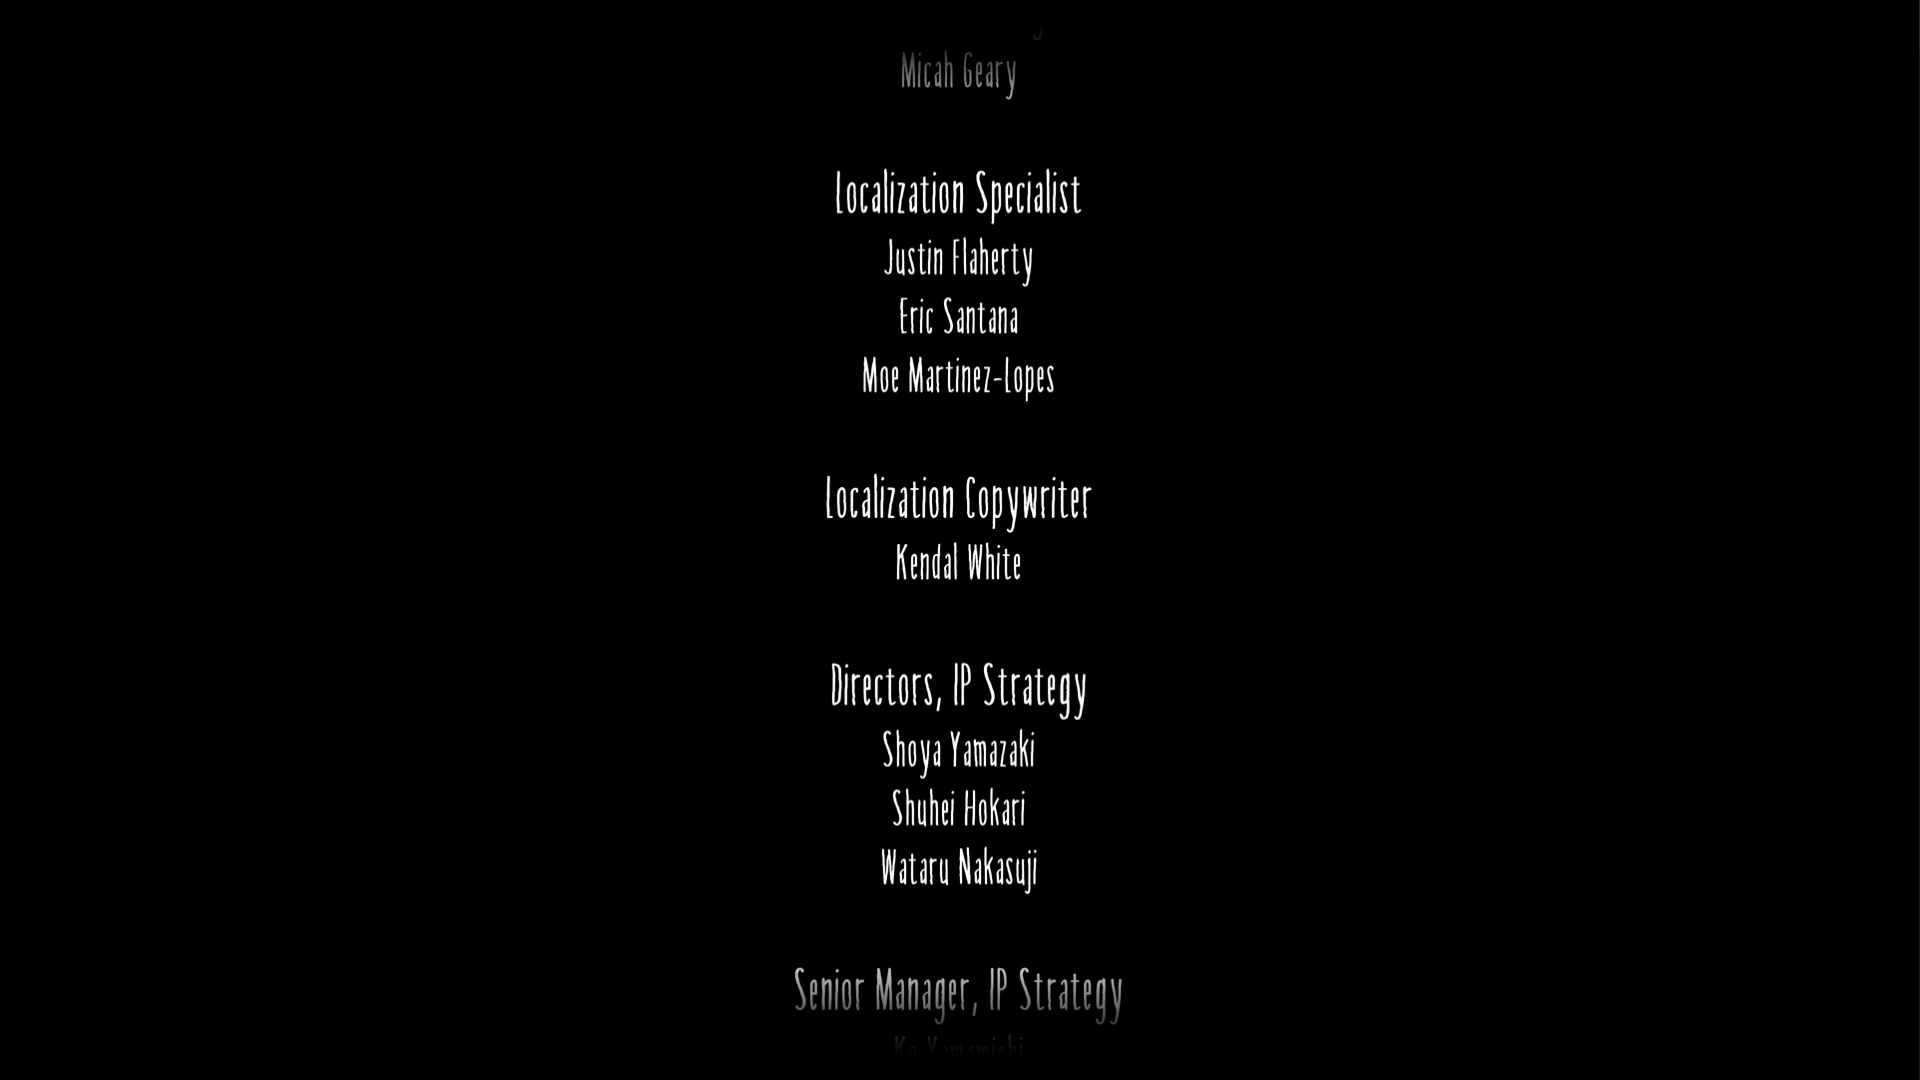 Micah Geary
Localization Specialist
Justin Flaherty
Eric Santana
Moe Martinez-Lopes
Localization Copywriter
Kendal White
Directors, IP Strategy
Shoya Yamazaki
Shuhei Hokari
Wataru Nakasuji
Senior Manager, IP Strategy